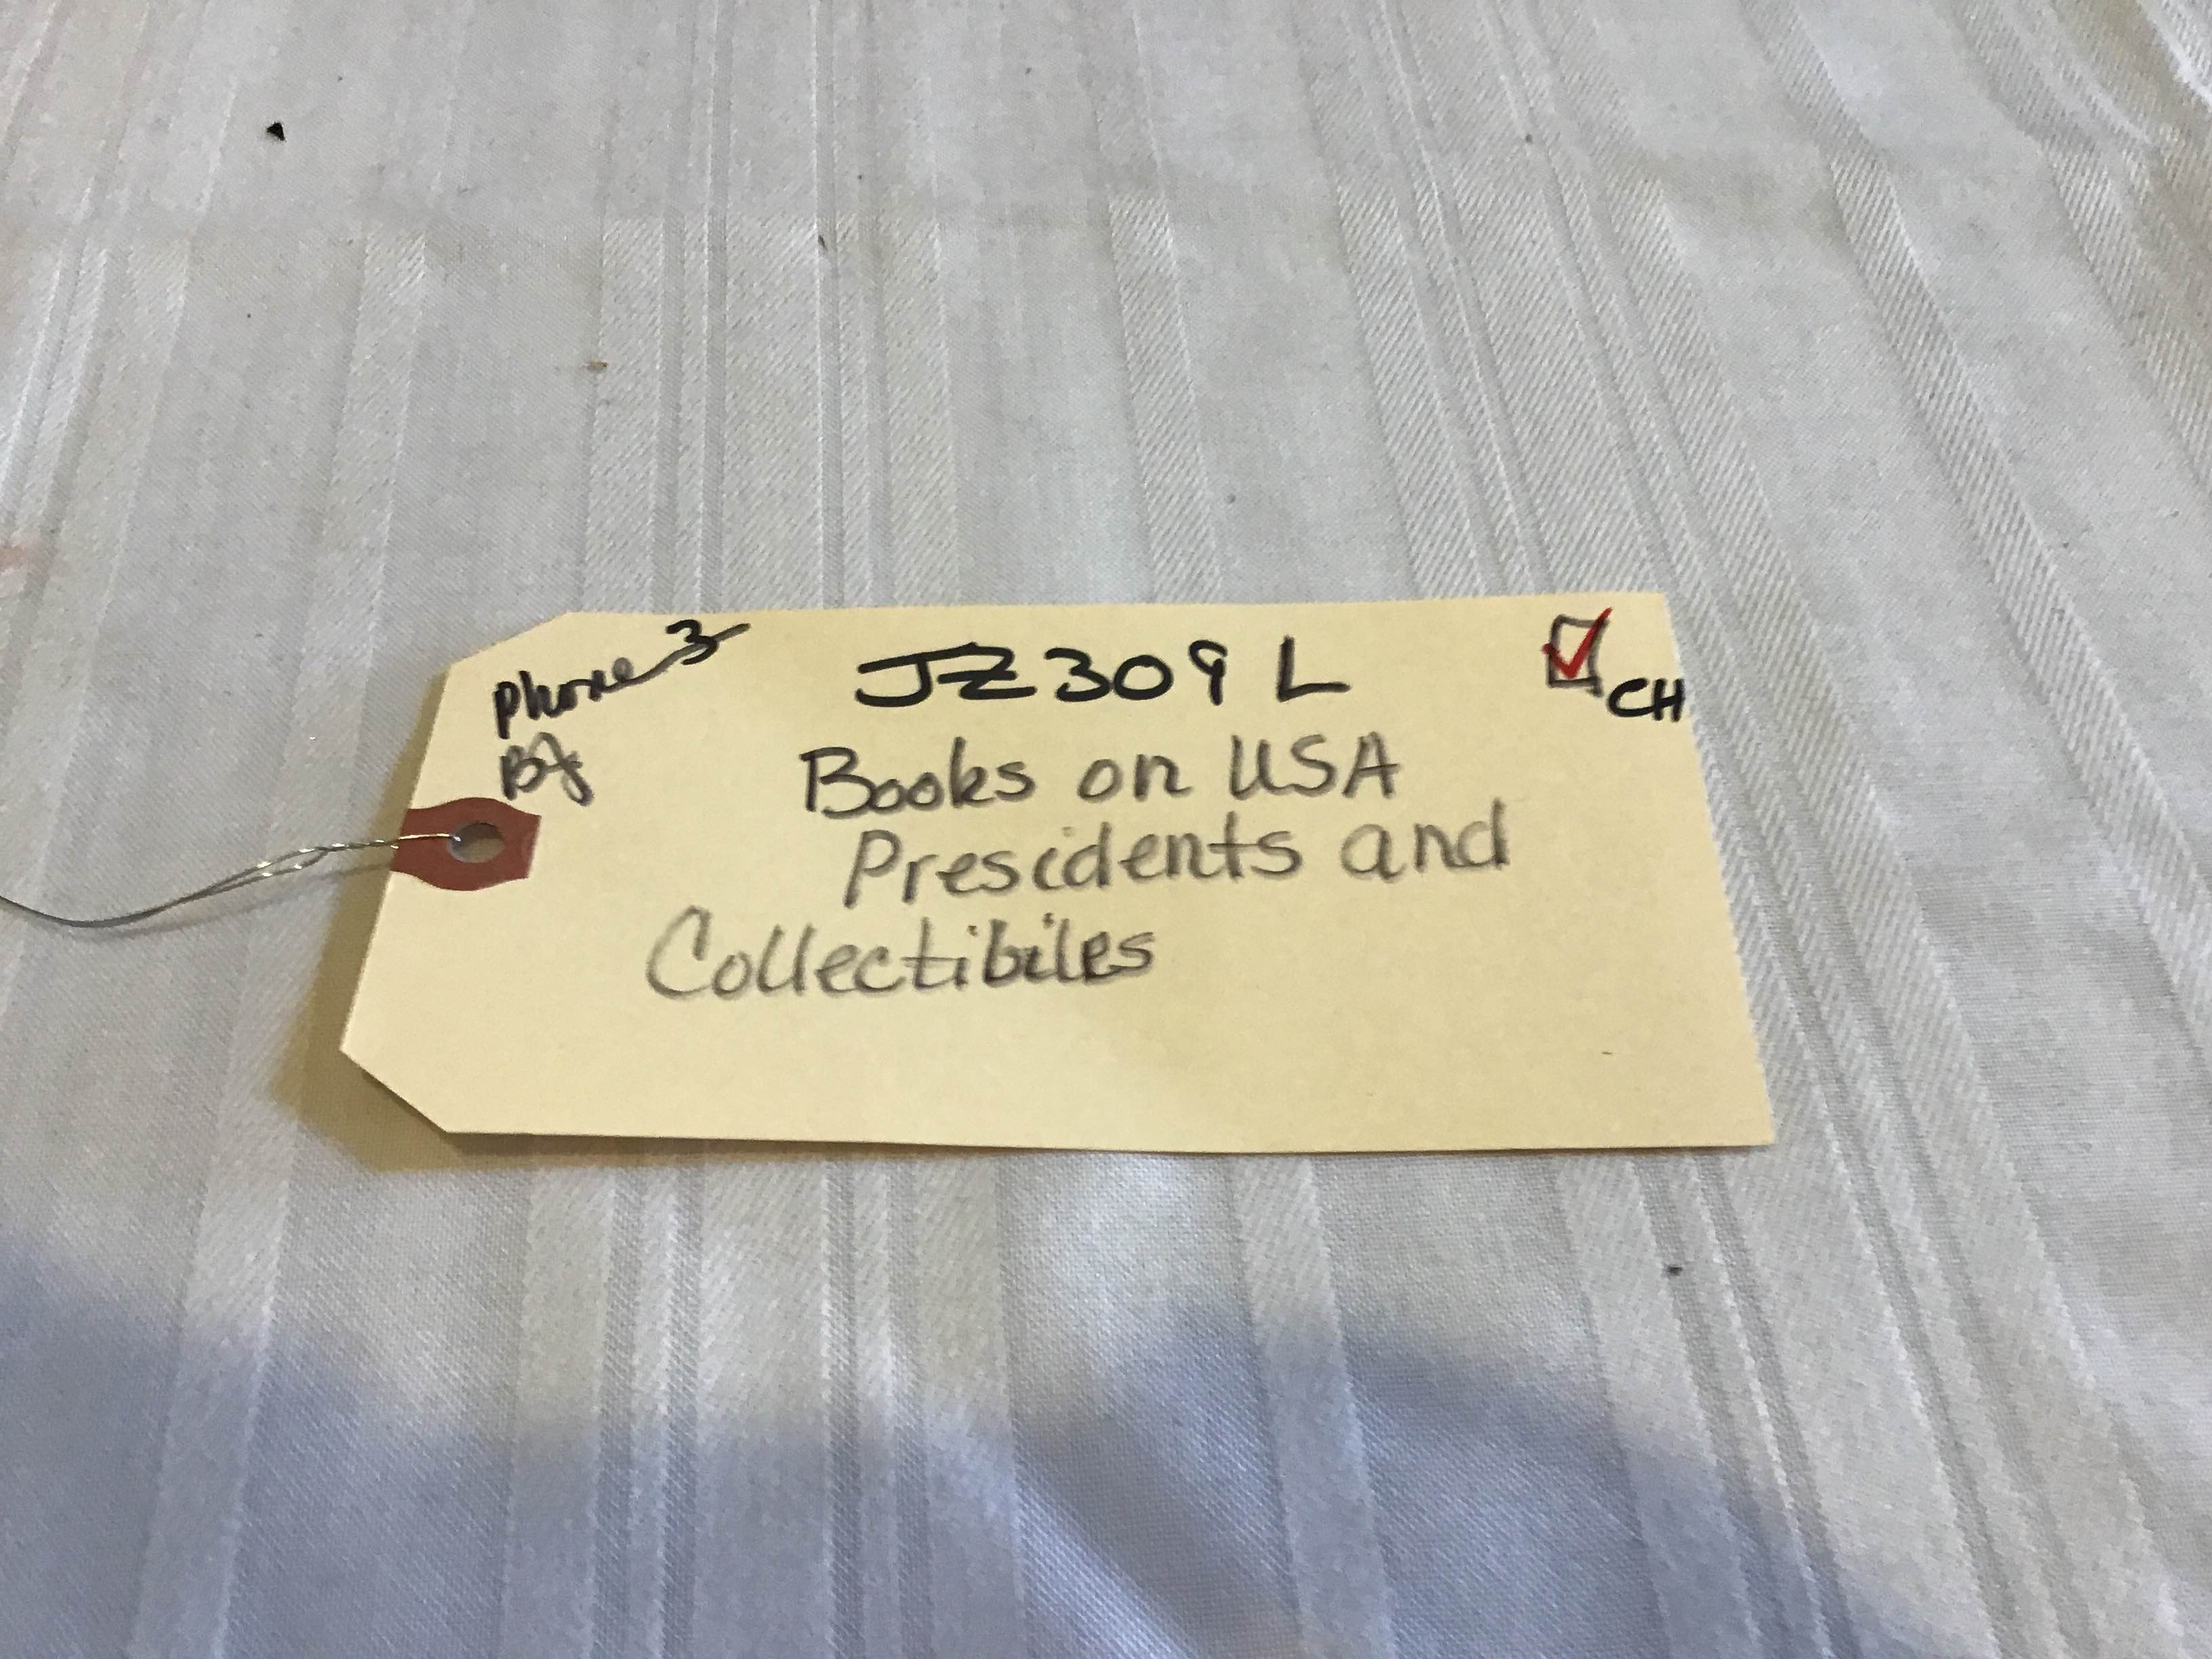 Phone 3
JZ309L
CH
Books on USA
Presidents and
Collectibiles